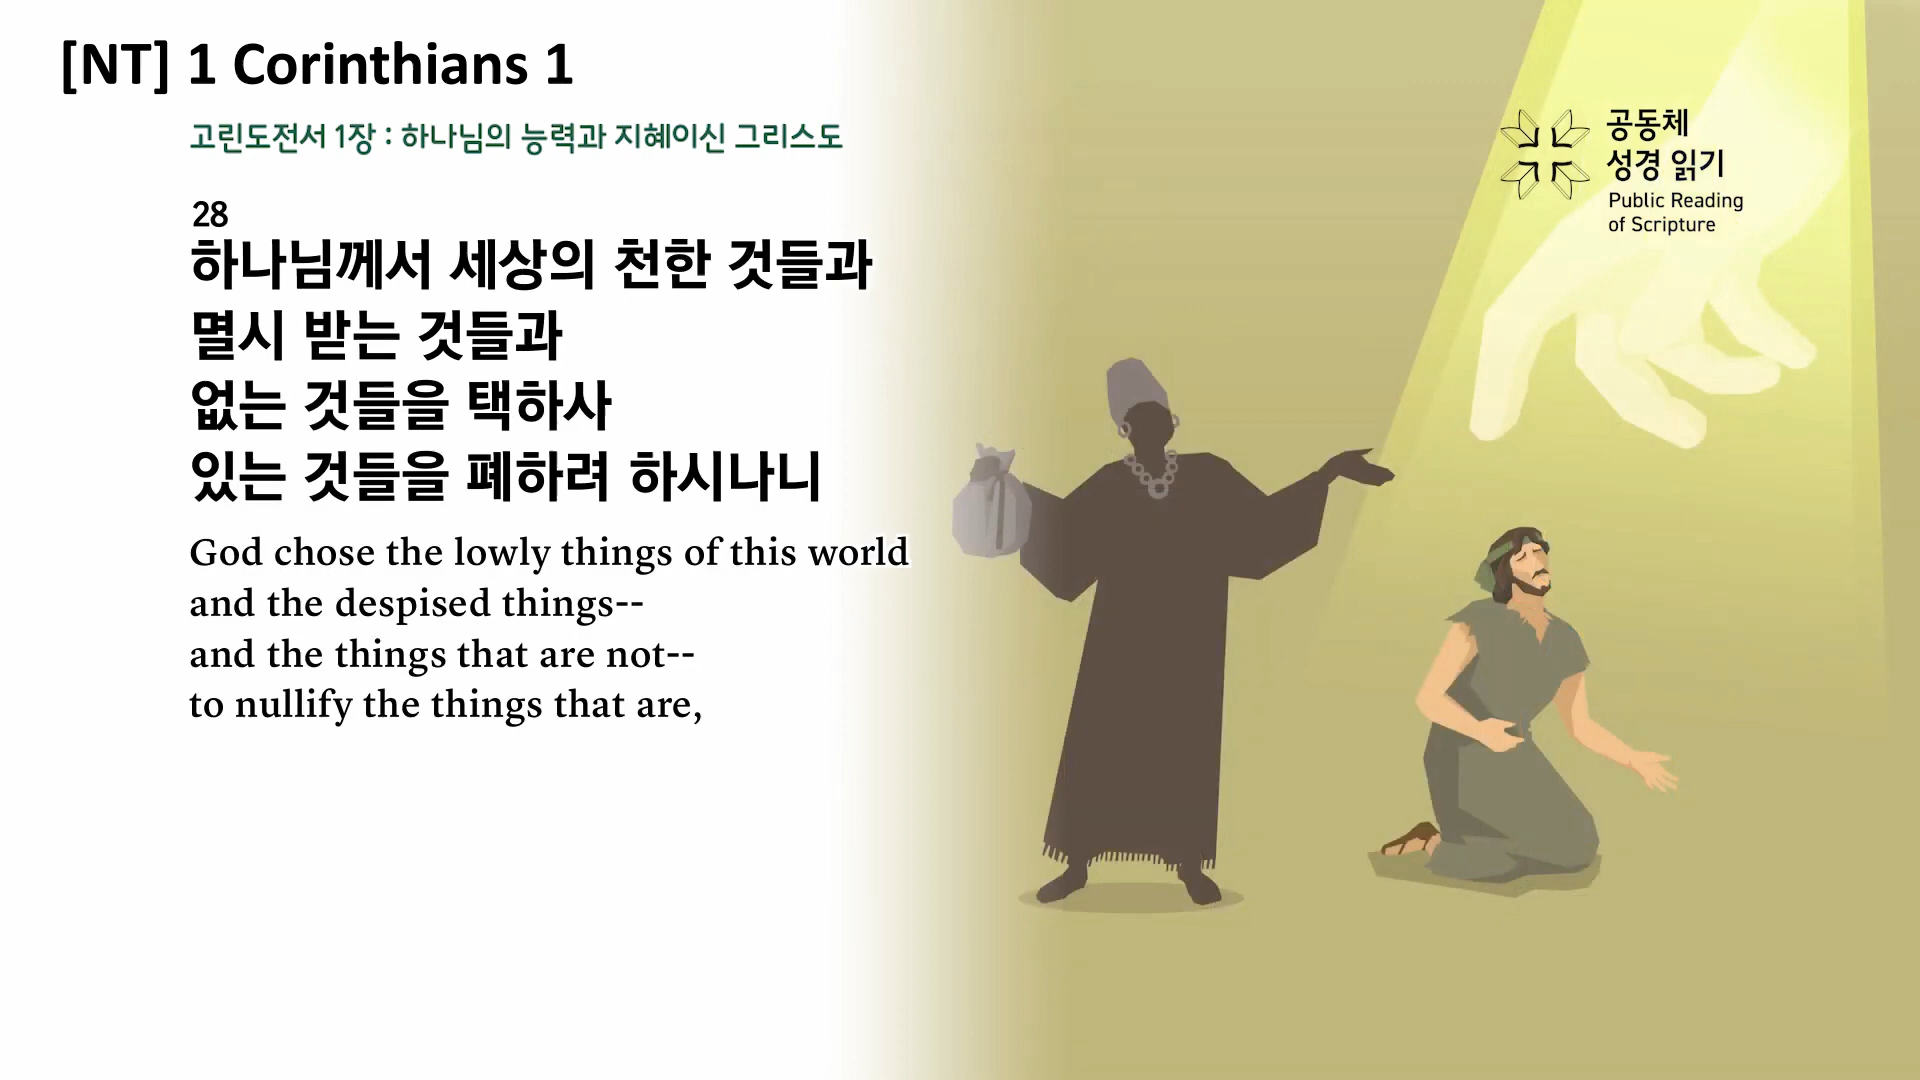 [NT] 1 Corinthians 1
고린도전서 1장 : 하나님의 능력과 지혜이신 그리스도
28
하나님께서 세상의 천한 것들과
멸시 받는 것들과
없는 것들을 택하사
있는 것들을 폐하려 하시나니
God chose the lowly things of this world
and the despised things--
and the things that are not--
to nullify the things that are,
공동체
성경 읽기
Public Reading
of Scripture